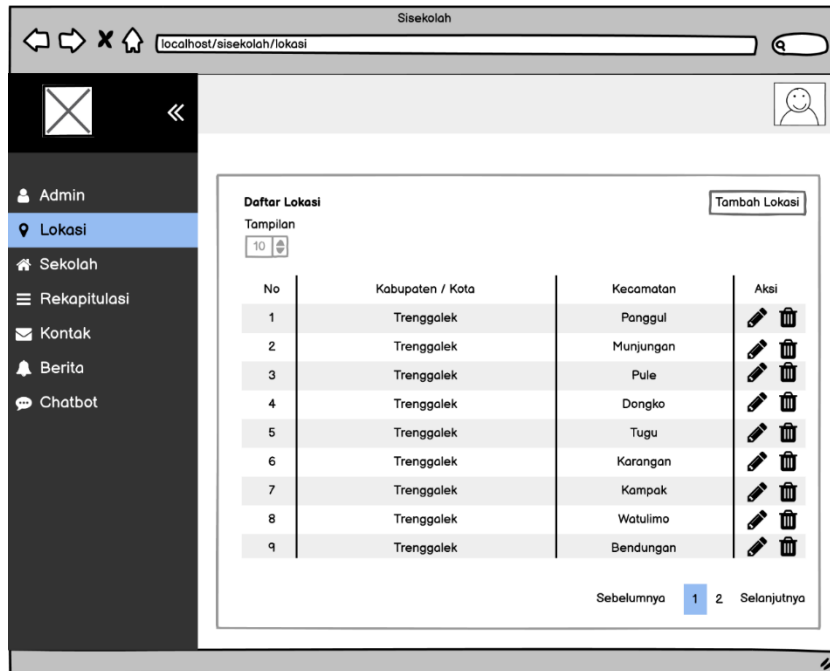 Sisekolah
localhost/sisekolah/lokasi
Admin
Lokasi
Sekolah
Rekapitulasi
Kontak
Berita
Chatbot
Daftar Lokasi
Tambah Lokasi
Tampilan
10
No Kabupaten / Kota Kecamatan Aksi
1 Trenggalek Panggul
2 Trenggalek Munjungan
3 Trenggalek Pule
4 Trenggalek Dongko
5 Trenggalek Tugu
6 Trenggalek Karangan
7 Trenggalek Kampak
8 Trenggalek Watulimo
9 Trenggalek Bendungan
Sebelumnya 1 2 Selanjutnya